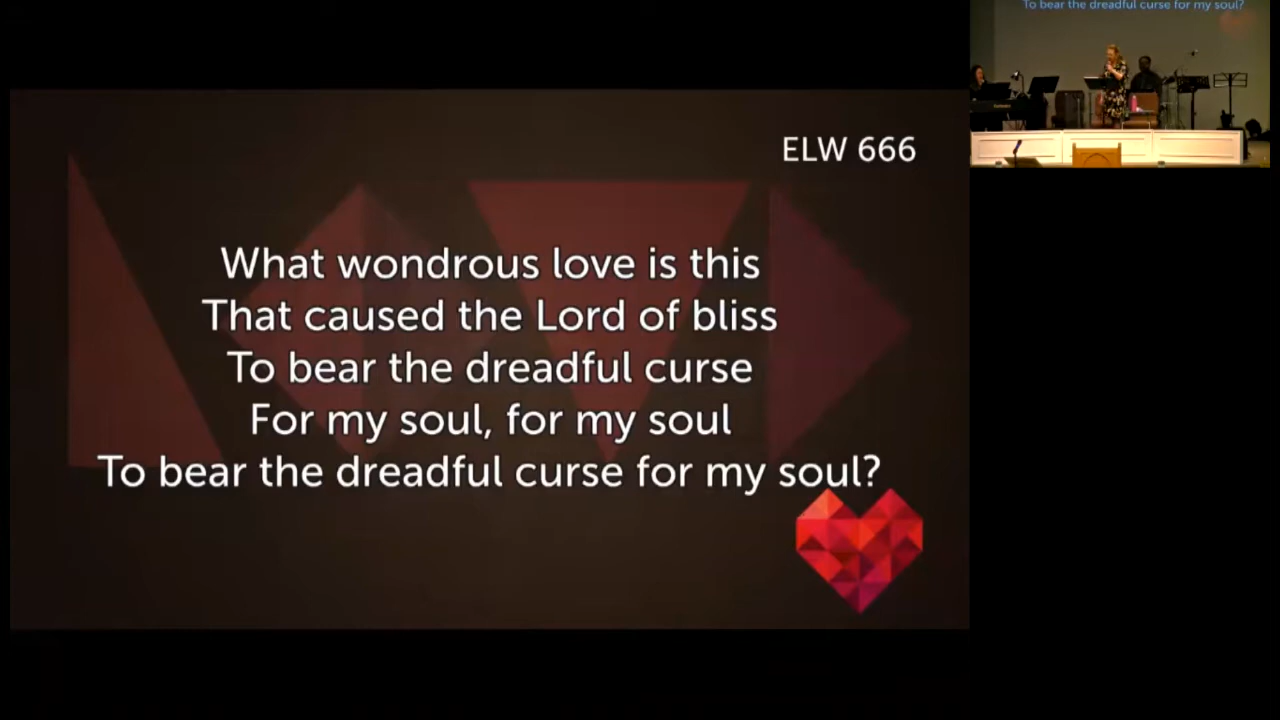 To bear the dreadful curse for my soul?
ELW 666
What wondrous love is this
That caused the Lord of bliss
To bear the dreadful curse
For my soul, for my soul
To bear the dreadful curse for my soul?